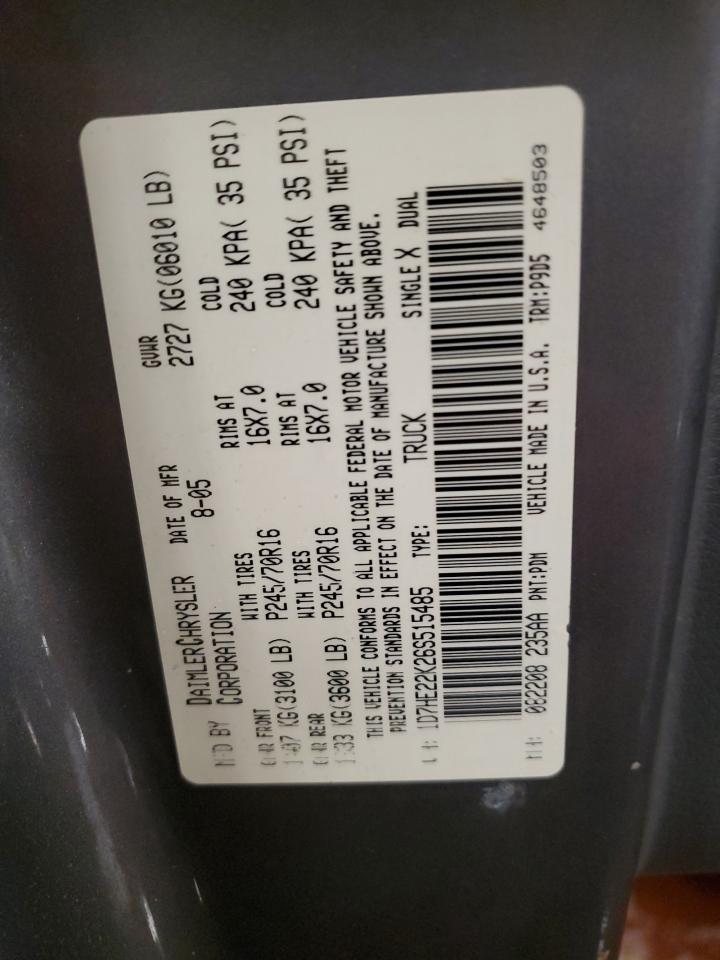 BY DAIMLERCHRYSLER CORPORATION
DATE OF MFR 8-05
GVWR 2727 KG(06010 LB)
FRONT KG(3100 LB)
WITH TIRES P245/70R16
RIMS AT 16X7.0
COLD 240 KPA( 35 PSI)
REAR KG(3600 LB)
WITH TIRES P245/70R16
RIMS AT 16X7.0
COLD 240 KPA( 35 PSI)
THIS VEHICLE CONFORMS TO ALL APPLICABLE FEDERAL MOTOR VEHICLE SAFETY AND THEFT
PREVENTION STANDARDS IN EFFECT ON THE DATE OF MANUFACTURE SHOWN ABOVE.
1D7HE22K26S515485 TYPE: TRUCK SINGLE X DUAL
082208 235AA PNT:PDM VEHICLE MADE IN U.S.A. TRM:P9D5 4648503